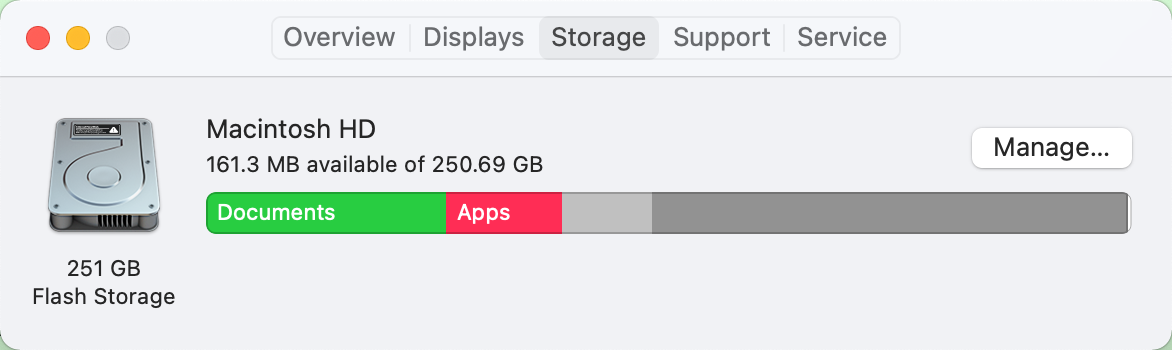 Overview Displays Storage Support Service
Macintosh HD
161.3 MB available of 250.69 GB
Manage...
Documents Apps
251 GB
Flash Storage